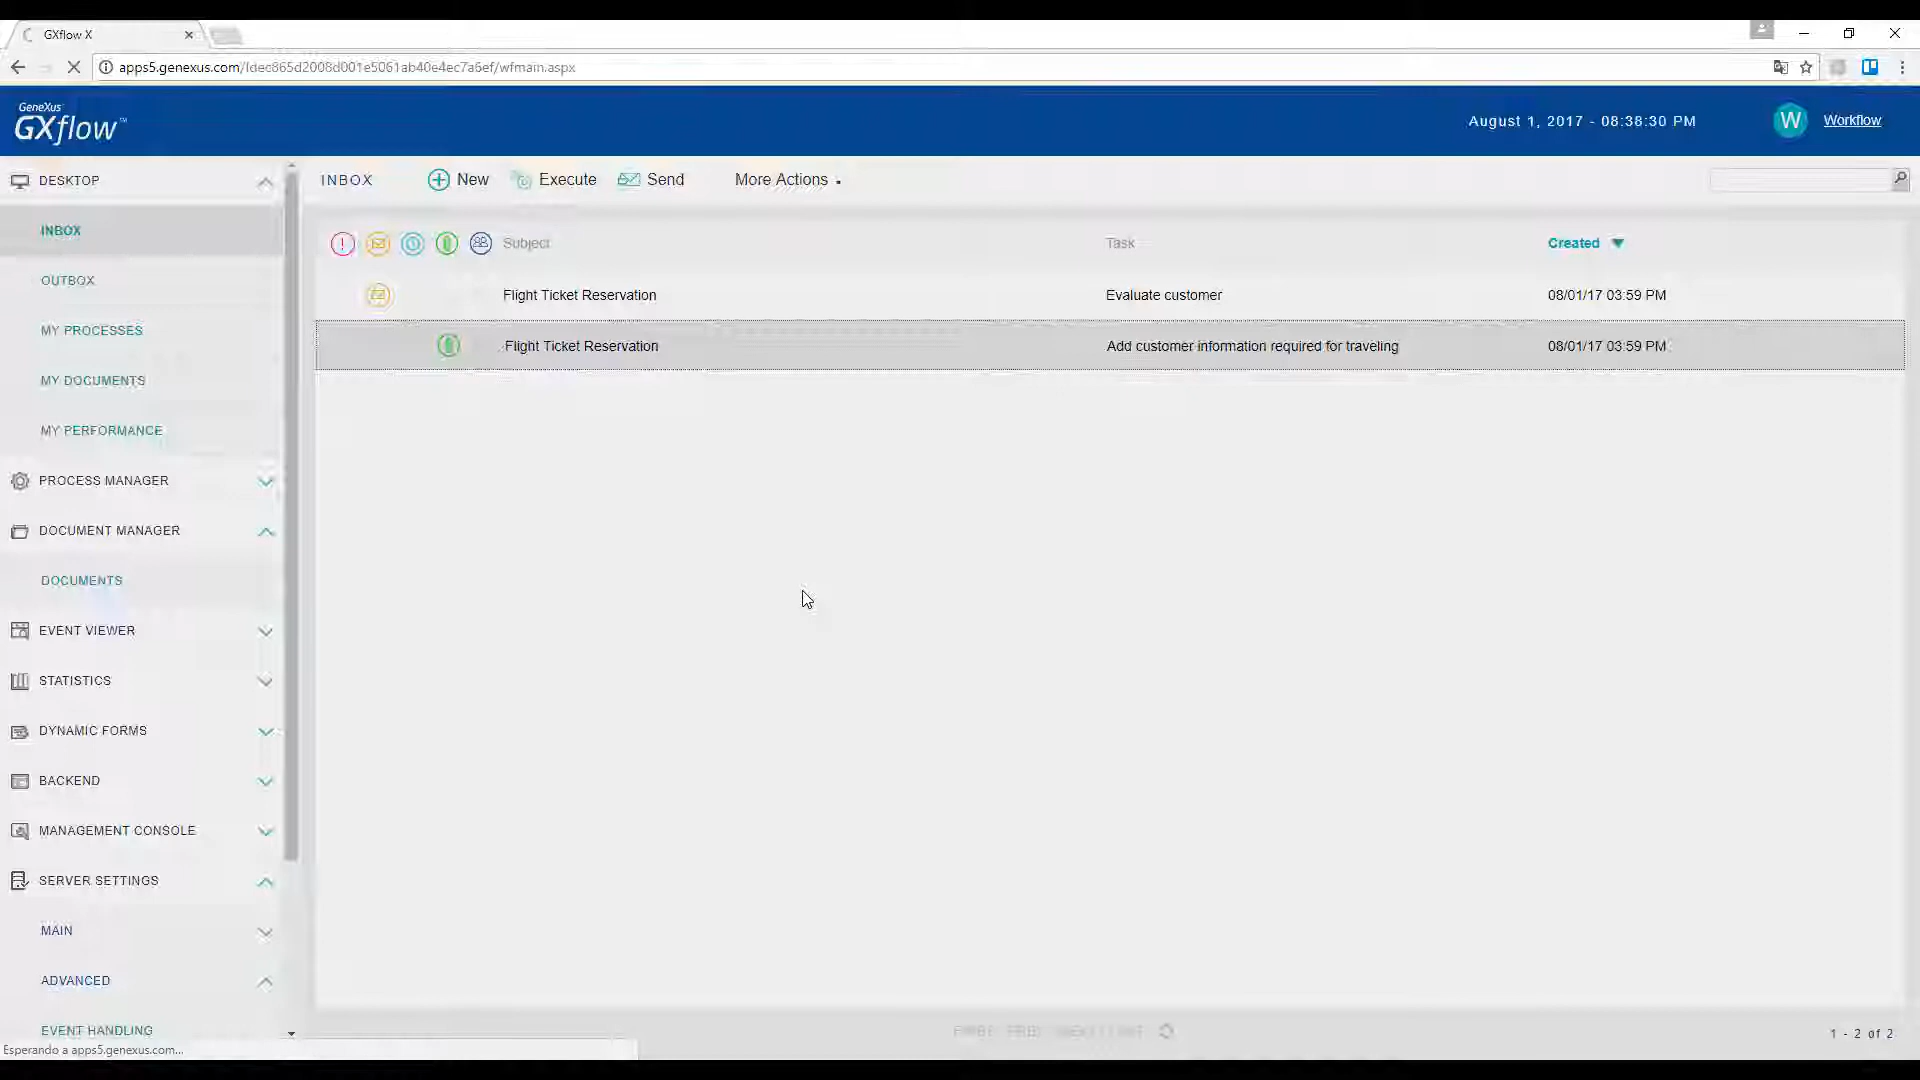 GXflow X
apps5.genexus.com/Idec865d2008d001e5061ab40e4ec7a6ef/wfmain.aspx
GeneXus
GXflow™
August 1, 2017 - 08:38:30 PM
W
Workflow
DESKTOP
INBOX
OUTBOX
MY PROCESSES
MY DOCUMENTS
MY PERFORMANCE
PROCESS MANAGER
DOCUMENT MANAGER
DOCUMENTS
EVENT VIEWER
STATISTICS
DYNAMIC FORMS
BACKEND
MANAGEMENT CONSOLE
SERVER SETTINGS
MAIN
ADVANCED
EVENT HANDLING
INBOX New Execute Send More Actions
Subject Task Created
Flight Ticket Reservation Evaluate customer 08/01/17 03:59 PM
Flight Ticket Reservation Add customer information required for traveling 08/01/17 03:59 PM
1 - 2 of 2
Esperando a apps5.genexus.com...